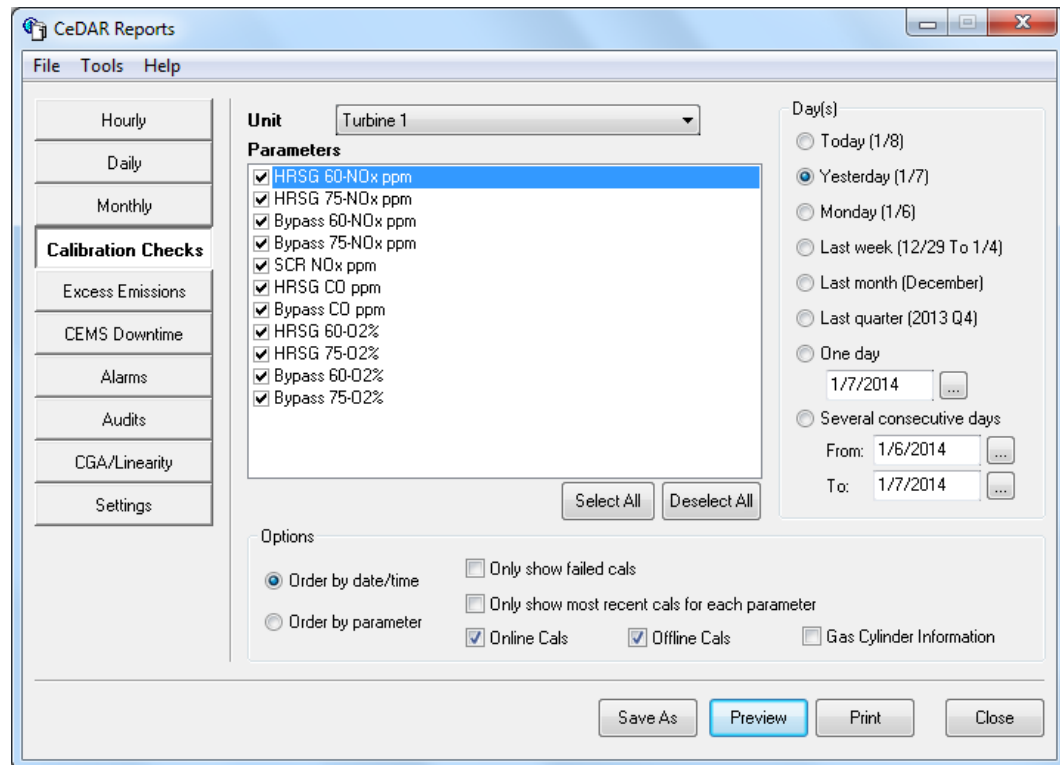 CeDAR Reports
File Tools Help
Hourly
Daily
Monthly
Calibration Checks
Excess Emissions
CEMS Downtime
Alarms
Audits
CGA/Linearity
Settings
Unit Turbine 1
Parameters
HRSG 60-NOx ppm
HRSG 75-NOx ppm
Bypass 60-NOx ppm
Bypass 75-NOx ppm
SCR NOx ppm
HRSG CO ppm
Bypass CO ppm
HRSG 60-O2%
HRSG 75-O2%
Bypass 60-O2%
Bypass 75-O2%
Select All Deselect All
Day(s)
Today (1/8)
Yesterday (1/7)
Monday (1/6)
Last week (12/29 To 1/4)
Last month (December)
Last quarter (2013 Q4)
One day
1/7/2014 ...
Several consecutive days
From: 1/6/2014 ...
To: 1/7/2014 ...
Options
Order by date/time
Order by parameter
Only show failed cals
Only show most recent cals for each parameter
Online Cals Offline Cals Gas Cylinder Information
Save As Preview Print Close